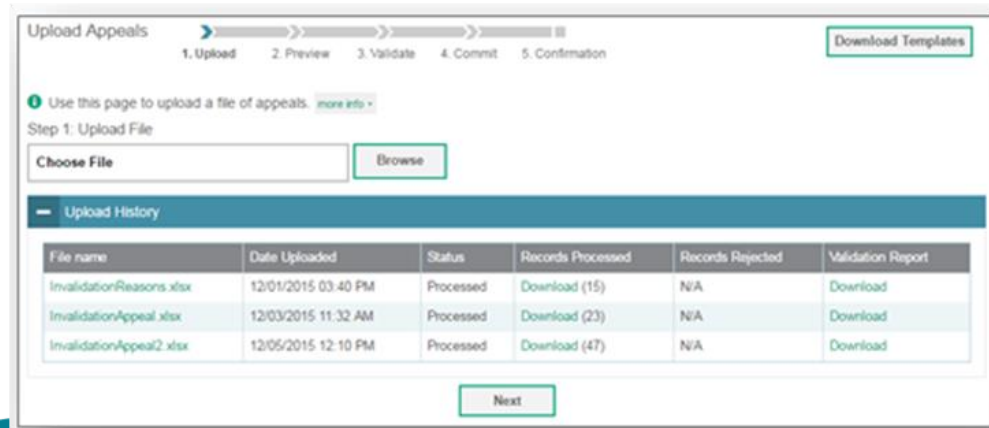 Upload Appeals
Download Templates
1. Upload 2. Preview 3. Validate 4. Commit 5. Confirmation
Use this page to upload a file of appeals. more info
Step 1: Upload File
Choose File Browse
Upload History
File name Date Uploaded Status Records Processed Records Rejected Validation Report
InvalidationReasons.xlsx 12/01/2015 03:40 PM Processed Download (15) N/A Download
InvalidationAppeal.xlsx 12/03/2015 11:32 AM Processed Download (23) N/A Download
InvalidationAppeal2.xlsx 12/05/2015 12:10 PM Processed Download (47) N/A Download
Next